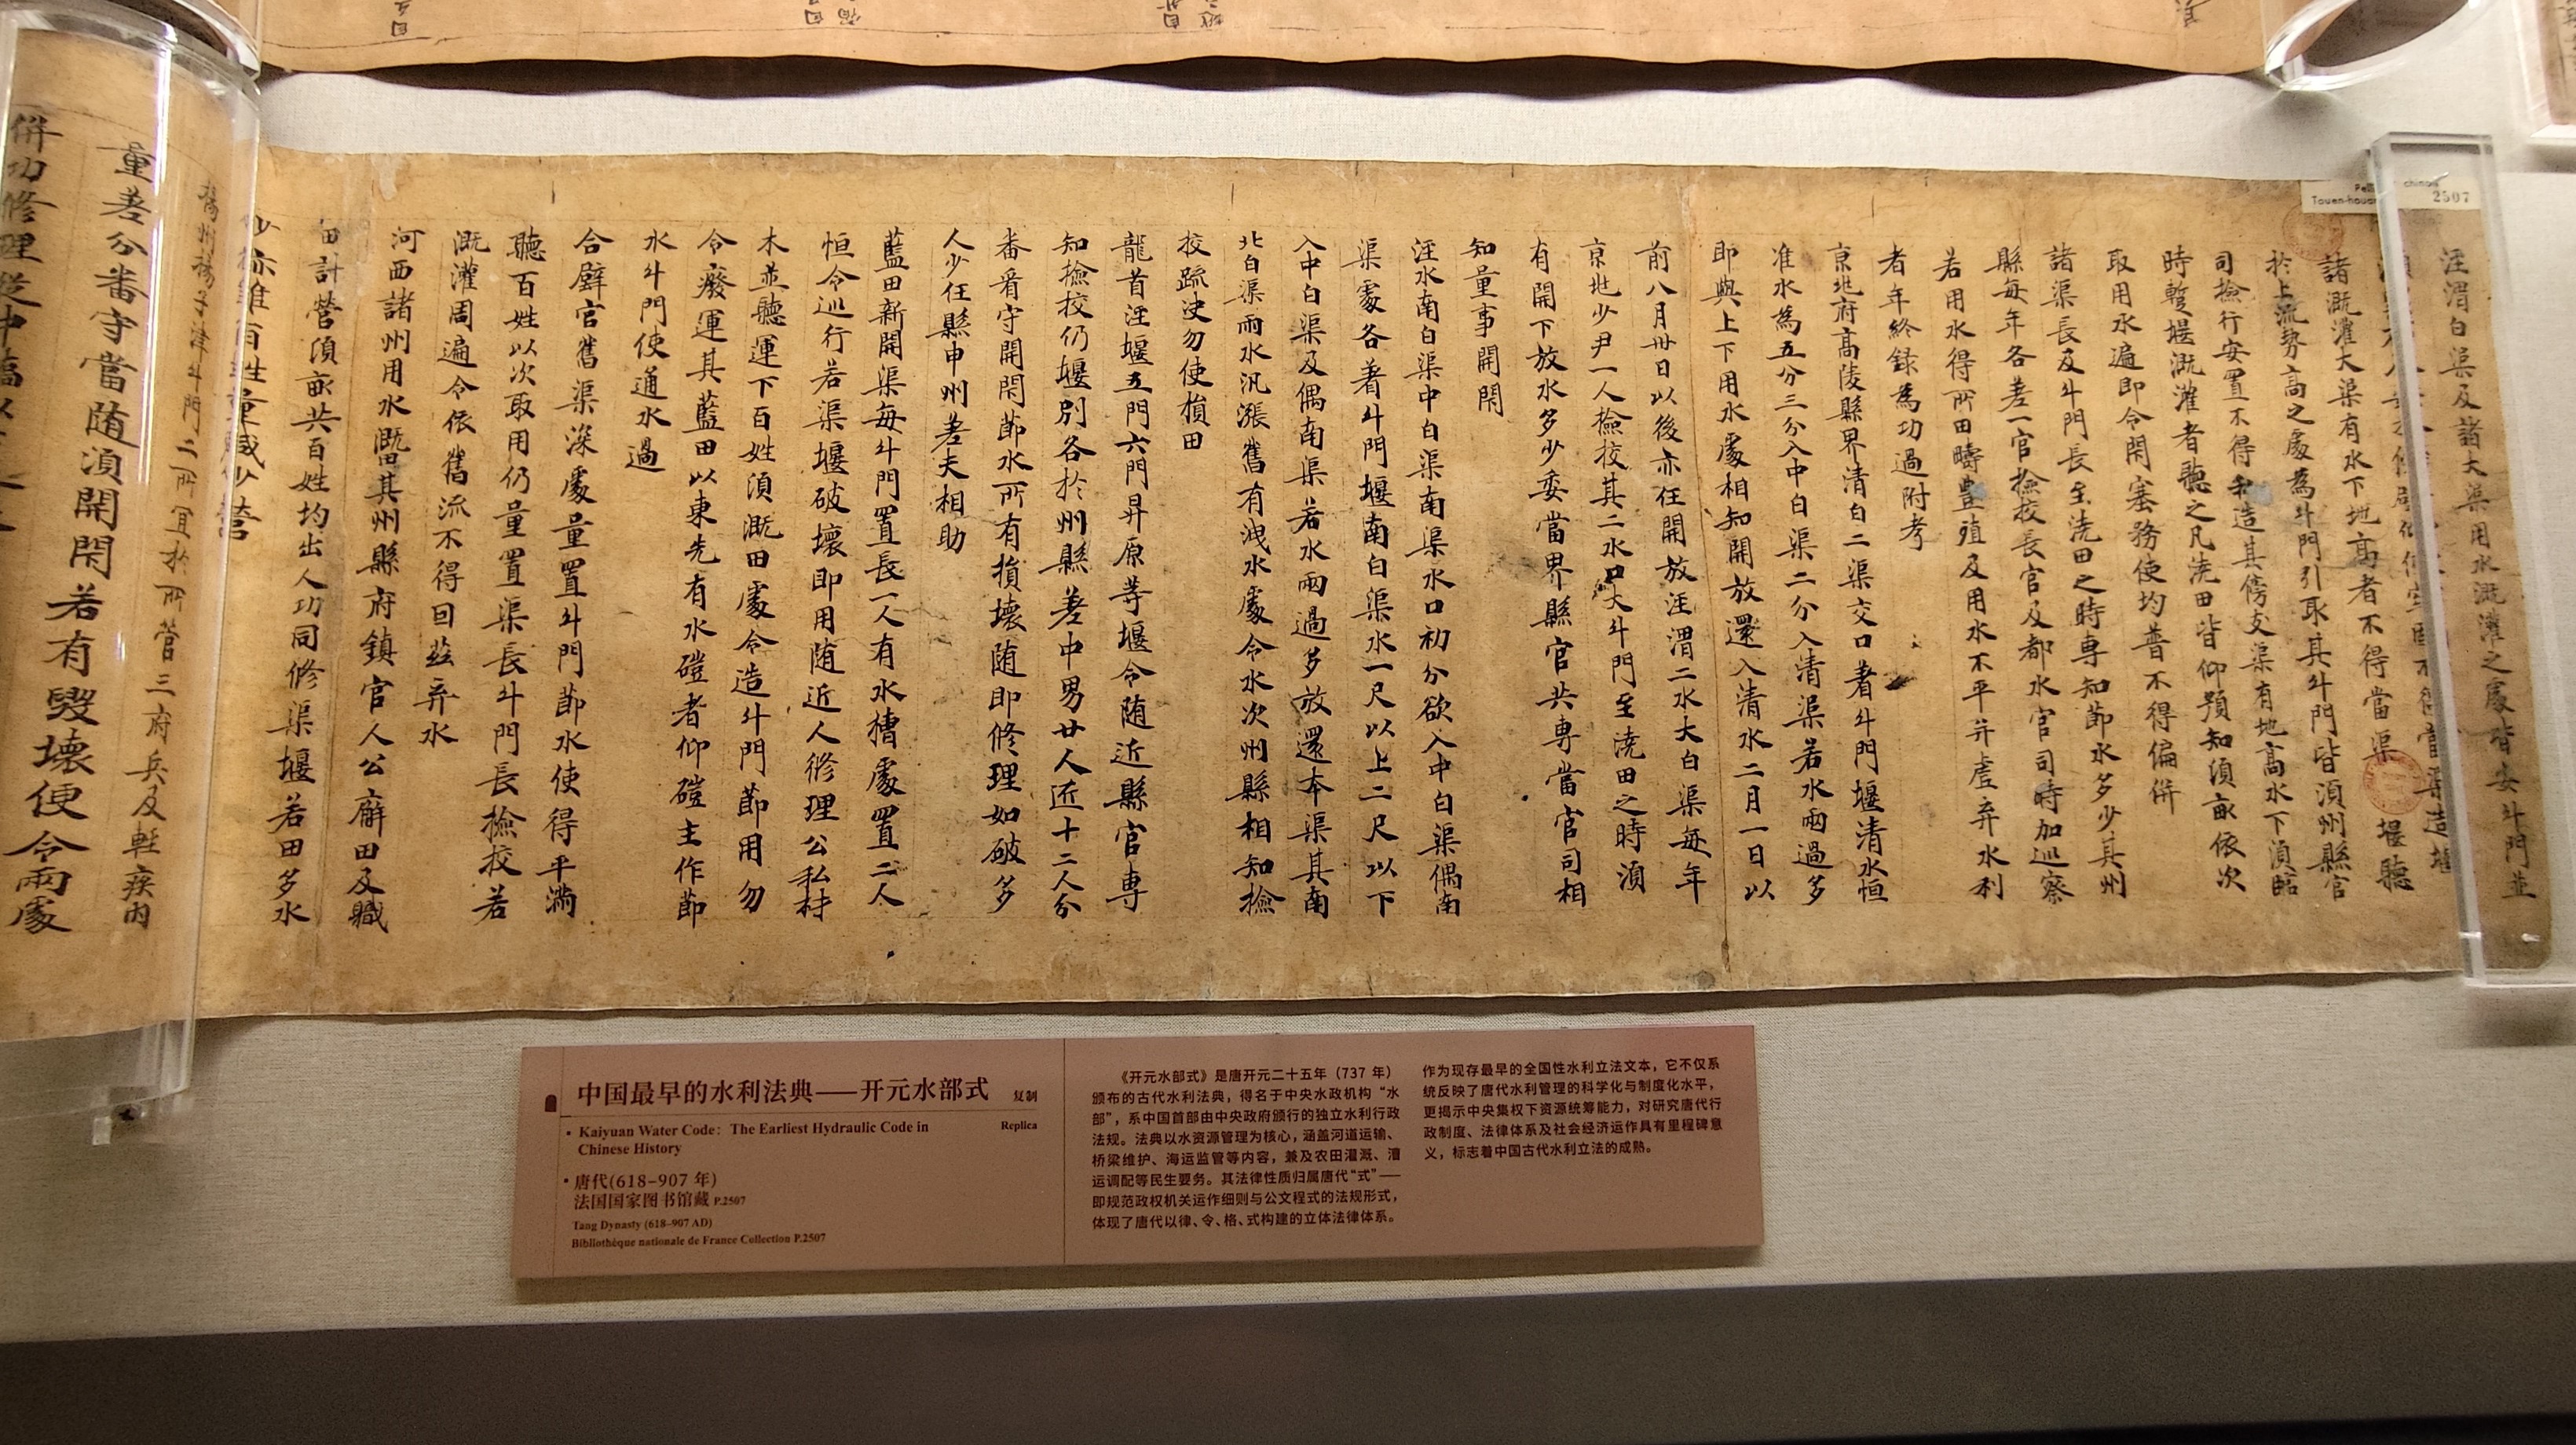 涇渭白渠及諸大渠用水溉灌之處皆安斗門並
不得當渠造堰
諸溉灌大渠有水下地高者不得當渠堰聽
於上流勢高之處為斗門引取其斗門皆須州縣官
司檢行安置不得私造其傍支渠有地高水下須臨
時蹔堰溉灌者聽之凡澆田皆仰預知須畝依次
取用水遍即令閇塞務使均普不得偏併
諸渠長及斗門長至澆田之時專知節水多少其州
縣每年各差一官檢校長官及都水官司時加巡察
若用水得所田疇豊殖及用水不平并虛弃水利
者年終錄為功過附考
京兆府高陵縣界清白二渠交口著斗門堰清水恒
准水為五分三分入中白渠二分入清渠若水兩過多
即與上下用水處相知開放還入清水二月一日以
前八月卅日以後亦任開放涇渭二水大白渠每年
京兆少尹一人檢校其二水口大斗門至澆田之時須
有開下放水多少委當界縣官共專當官司相
知量事開閇
涇水南白渠中白渠南渠水口初分欲入中白渠偶南
渠處各著斗門堰南白渠水一尺以上二尺以下
入中白渠及偶南渠若水兩過多放還本渠其南
北白渠雨水汎漲舊有洩水處令水次州縣相知檢
校疏決勿使損田
龍首涇堰五門六門昇原等堰令随近縣官專
知檢校仍堰別各於州縣差中男廿人近十二人分
番看守開閇節水所有損壞随即修理如破多
人少任縣申州差夫相助
藍田新開渠每斗門置長一人有水槽處置二人
恒令巡行若渠堰破壞即用随近人修理公私材
木並聽運下百姓須溉田處令造斗門節用勿
令廢運其藍田以東先有水磑者仰磑主作節
水斗門使通水過
合壁官舊渠深處量置斗門節水使得平滿
聽百姓以次取用仍量置渠長斗門長檢校若
溉灌周遍令依舊流不得回茲弃水
河西諸州用水溉田其州縣府鎮官人公廨田及職
田計營須畝共百姓均出人功同修渠堰若田多水
少亦准百姓量減少營
揚州揚子津斗門二所宜於所管三府兵及輕疾內
量差分番守當随須開閇若有毀壞便令兩處
併功修理從中橋以
Pelliot chinois
Touen-houang 2507
中国最早的水利法典——开元水部式 复制
Kaiyuan Water Code: The Earliest Hydraulic Code in Replica
Chinese History
唐代(618-907 年)
法国国家图书馆藏 P.2507
Tang Dynasty (618–907 AD)
Bibliothèque nationale de France Collection P.2507
《开元水部式》是唐开元二十五年（737 年）
颁布的古代水利法典，得名于中央水政机构“水
部”，系中国首部由中央政府颁行的独立水利行政
法规。法典以水资源管理为核心，涵盖河道运输、
桥梁维护、海运监管等内容，兼及农田灌溉、漕
运调配等民生要务。其法律性质归属唐代“式”——
即规范政权机关运作细则与公文程式的法规形式，
体现了唐代以律、令、格、式构建的立体法律体系。
作为现存最早的全国性水利立法文本，它不仅系
统反映了唐代水利管理的科学化与制度化水平，
更揭示中央集权下资源统筹能力，对研究唐代行
政制度、法律体系及社会经济运作具有里程碑意
义，标志着中国古代水利立法的成熟。